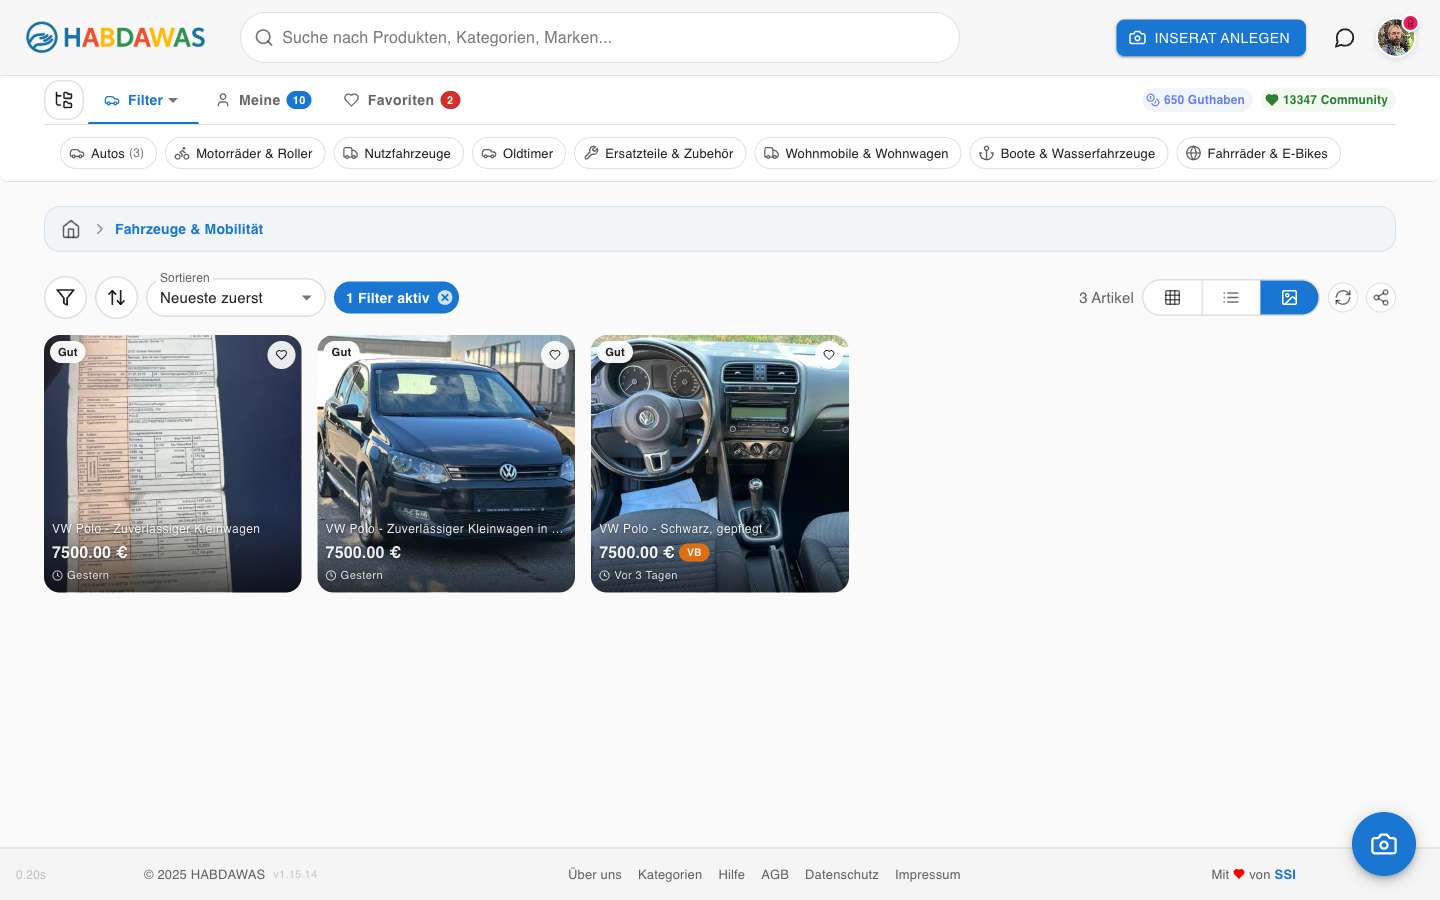 HABDAWAS
Suche nach Produkten, Kategorien, Marken...
INSERAT ANLEGEN
Filter
Meine 10
Favoriten 2
650 Guthaben
13347 Community
Autos (3)
Motorräder & Roller
Nutzfahrzeuge
Oldtimer
Ersatzteile & Zubehör
Wohnmobile & Wohnwagen
Boote & Wasserfahrzeuge
Fahrräder & E-Bikes
Fahrzeuge & Mobilität
Sortieren
Neueste zuerst
1 Filter aktiv
3 Artikel
Gut
VW Polo - Zuverlässiger Kleinwagen
7500.00 €
Gestern
Gut
VW Polo - Zuverlässiger Kleinwagen in ...
7500.00 €
Gestern
Gut
VW Polo - Schwarz, gepflegt
7500.00 € VB
Vor 3 Tagen
0.20s
© 2025 HABDAWAS v1.15.14
Über uns
Kategorien
Hilfe
AGB
Datenschutz
Impressum
Mit ❤ von SSI